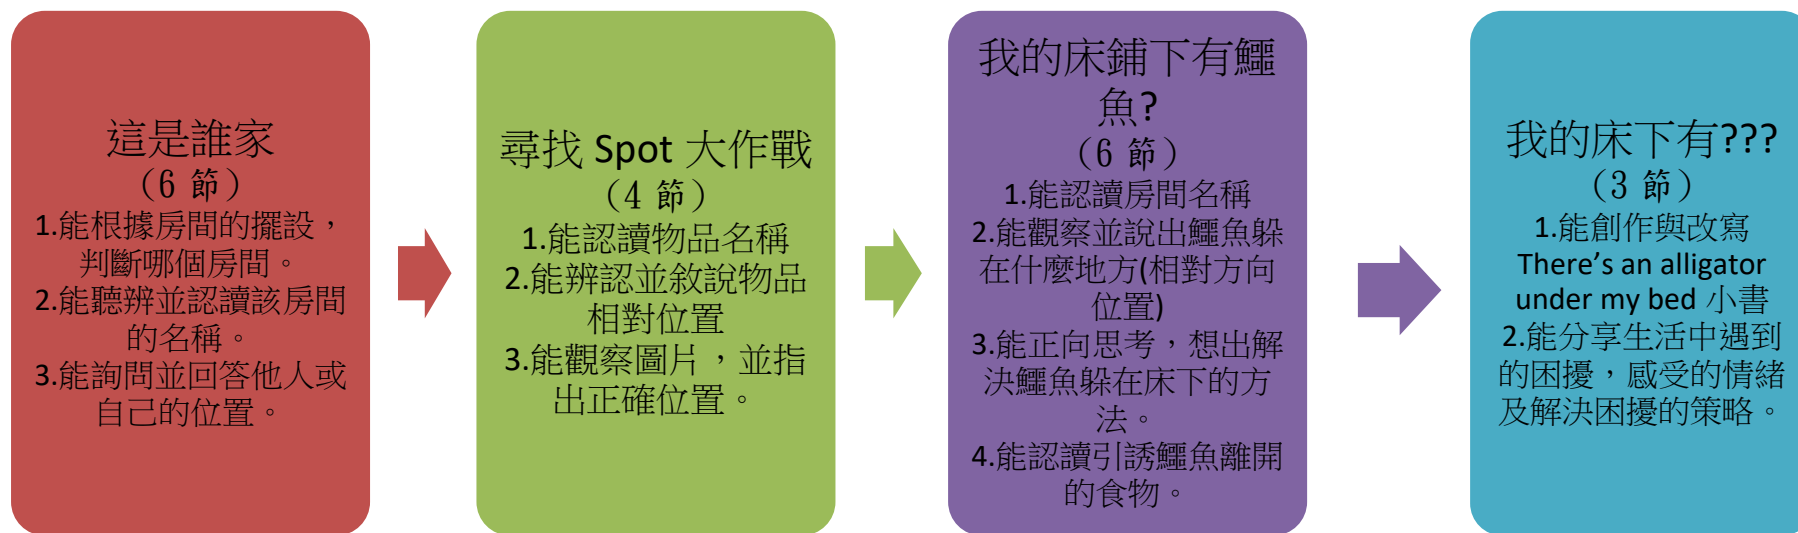 這是誰家
（6 節）
1.能根據房間的擺設，
判斷哪個房間。
2.能聽辨並認讀該房間
的名稱。
3.能詢問並回答他人或
自己的位置。
尋找 Spot 大作戰
（4 節）
1.能認讀物品名稱
2.能辨認並敘說物品
相對位置
3.能觀察圖片，並指
出正確位置。
我的床鋪下有鱷
魚?
（6 節）
1.能認讀房間名稱
2.能觀察並說出鱷魚躲
在什麼地方(相對方向
位置)
3.能正向思考，想出解
決鱷魚躲在床下的方
法。
4.能認讀引誘鱷魚離開
的食物。
我的床下有???
（3 節）
1.能創作與改寫
There's an alligator
under my bed 小書
2.能分享生活中遇到
的困擾，感受的情緒
及解決困擾的策略。